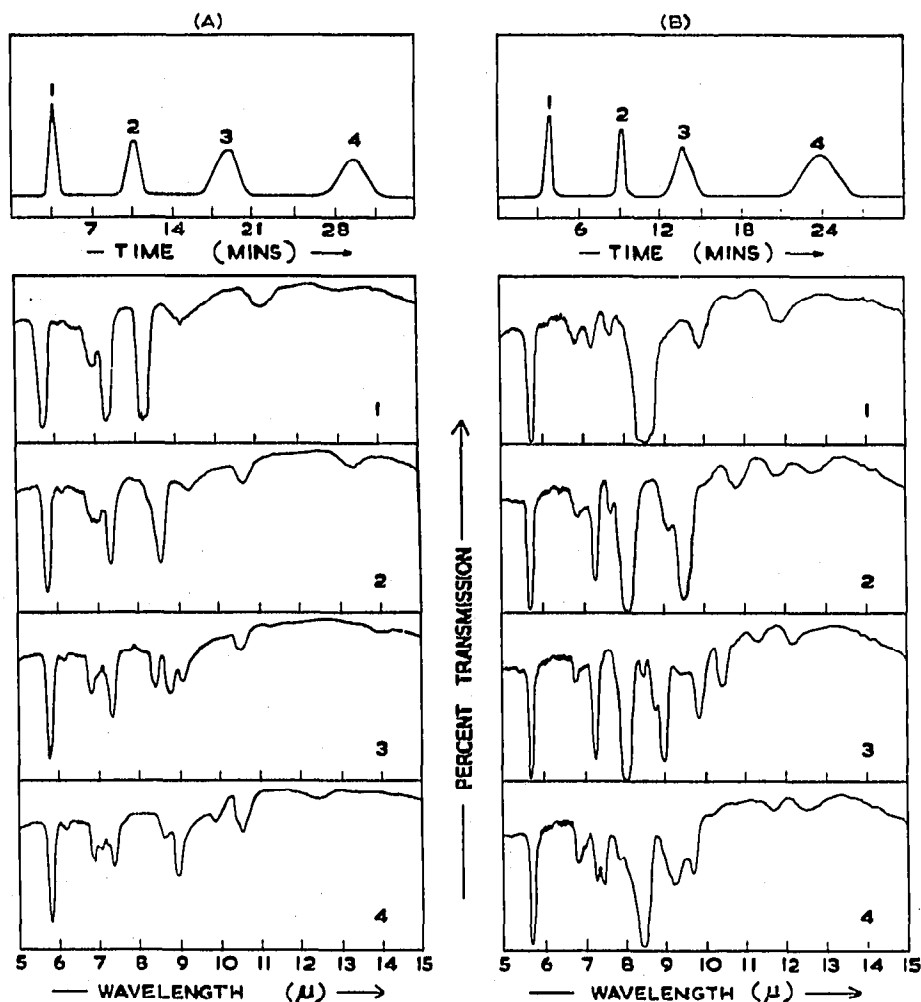 (A)
1 2 3 4
7 14 21 28
— TIME (MINS) →
1
2
3
4
5 6 7 8 9 10 11 12 13 14 15
— WAVELENGTH (μ) →
PERCENT TRANSMISSION
(B)
1 2 3 4
6 12 18 24
— TIME (MINS) →
1
2
3
4
5 6 7 8 9 10 11 12 13 14 15
— WAVELENGTH (μ) →